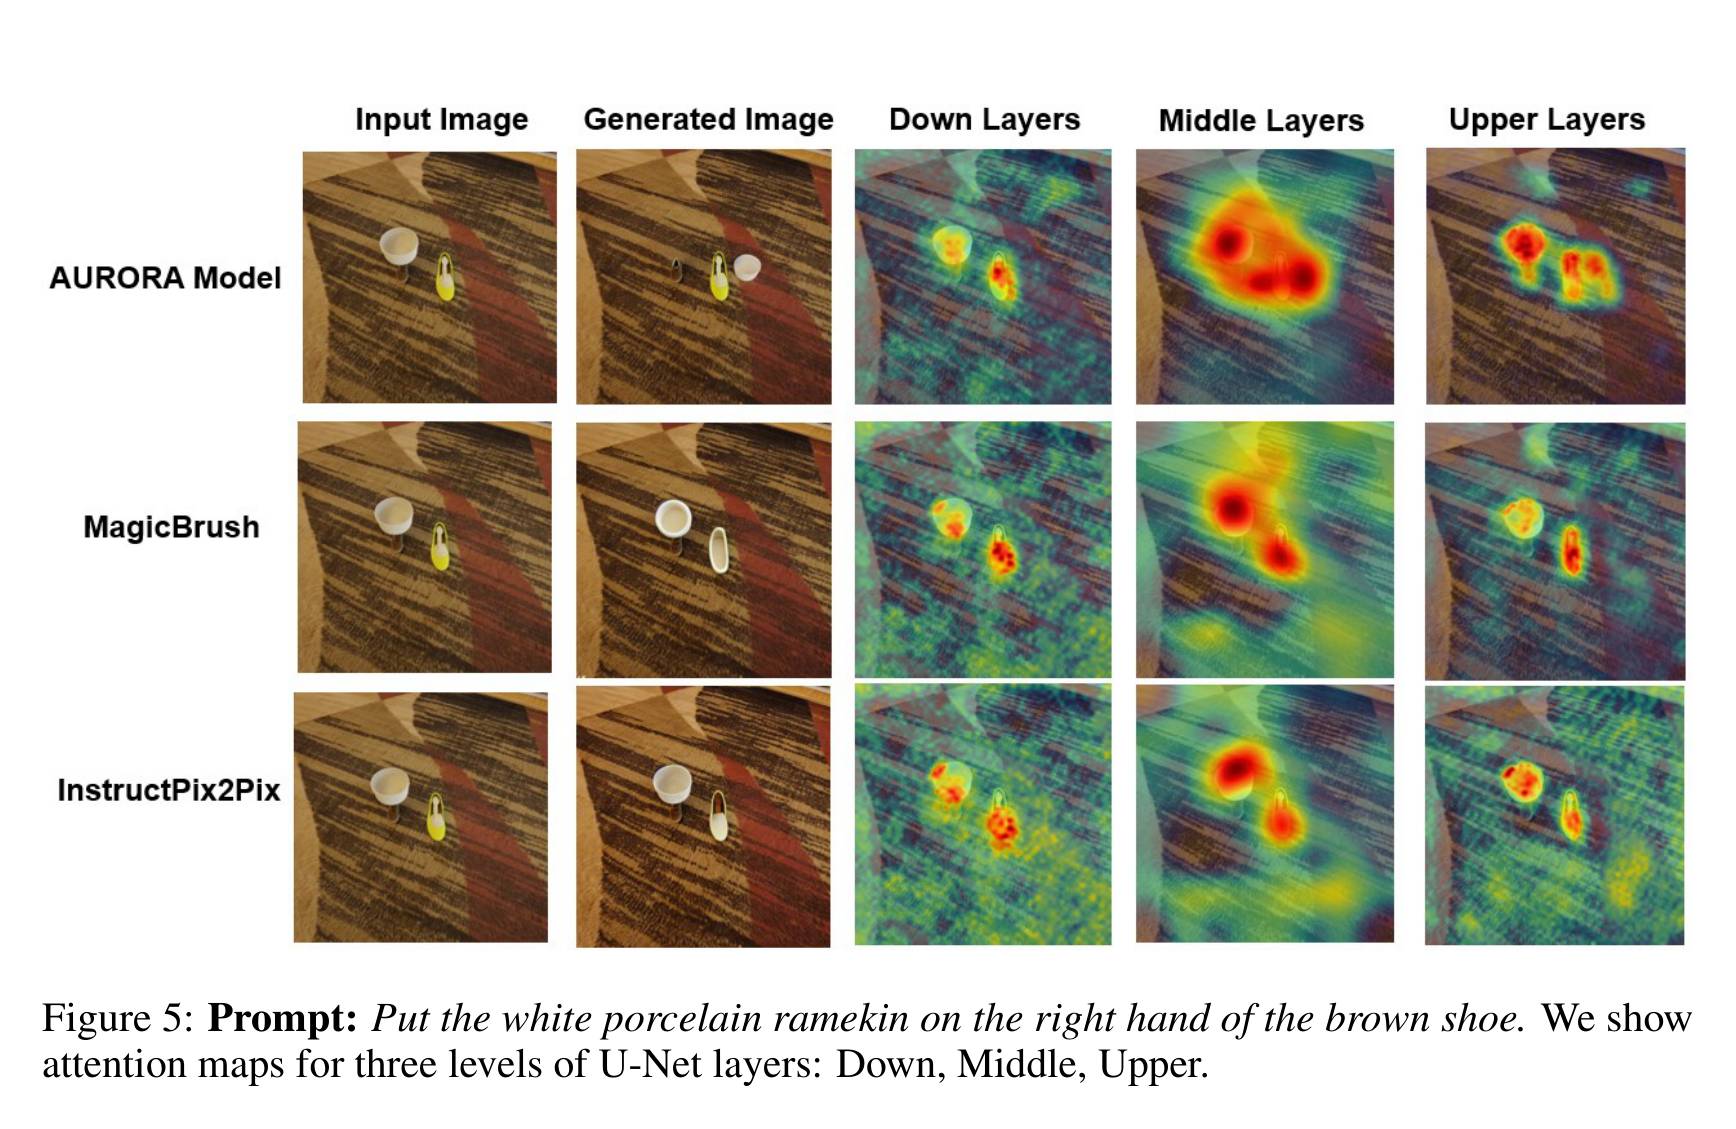 Input Image Generated Image Down Layers Middle Layers Upper Layers
AURORA Model
MagicBrush
InstructPix2Pix
Figure 5: Prompt: Put the white porcelain ramekin on the right hand of the brown shoe. We show
attention maps for three levels of U-Net layers: Down, Middle, Upper.